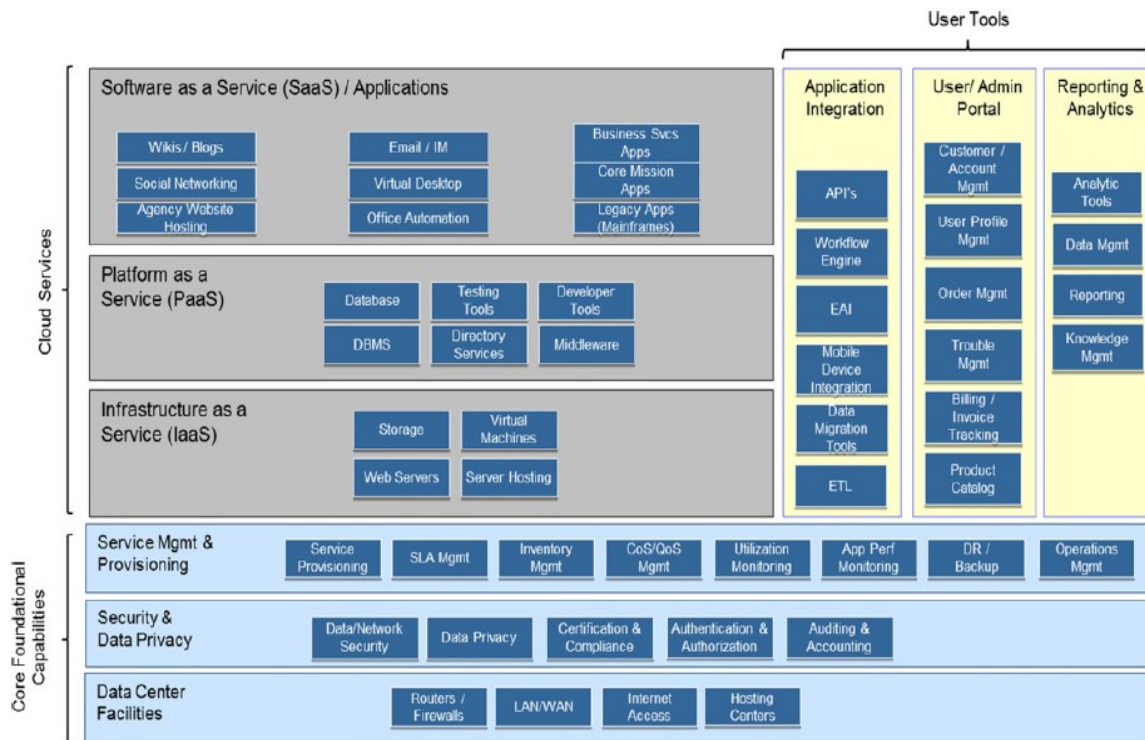 User Tools
Cloud Services
Software as a Service (SaaS) / Applications
Wikis / Blogs
Social Networking
Agency Website
Hosting
Email / IM
Virtual Desktop
Office Automation
Business Svcs
Apps
Core Mission
Apps
Legacy Apps
(Mainframes)
Platform as a
Service (PaaS)
Database
Testing
Tools
Developer
Tools
DBMS
Directory
Services
Middleware
Infrastructure as a
Service (IaaS)
Storage
Virtual
Machines
Web Servers
Server Hosting
Application
Integration
API's
Workflow
Engine
EAI
Mobile
Device
Integration
Data
Migration
Tools
ETL
User/ Admin
Portal
Customer /
Account Mgmt
User Profile
Mgmt
Order Mgmt
Trouble
Mgmt
Billing /
Invoice
Tracking
Product
Catalog
Reporting &
Analytics
Analytic
Tools
Data Mgmt
Reporting
Knowledge
Mgmt
Core Foundational
Capabilities
Service Mgmt &
Provisioning
Service
Provisioning
SLA Mgmt
Inventory
Mgmt
CoS/QoS
Mgmt
Utilization
Monitoring
App Perf
Monitoring
DR /
Backup
Operations
Mgmt
Security &
Data Privacy
Data/Network
Security
Data Privacy
Certification &
Compliance
Authentication &
Authorization
Auditing &
Accounting
Data Center
Facilities
Routers /
Firewalls
LAN/WAN
Internet
Access
Hosting
Centers